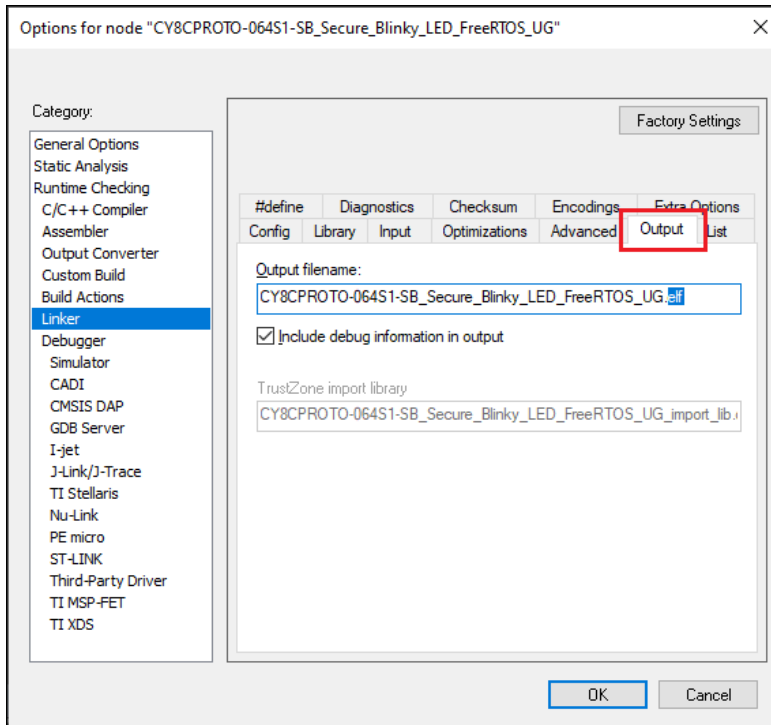 Options for node "CY8CPROTO-064S1-SB_Secure_Blinky_LED_FreeRTOS_UG"
Category:
General Options
Static Analysis
Runtime Checking
C/C++ Compiler
Assembler
Output Converter
Custom Build
Build Actions
Linker
Debugger
Simulator
CADI
CMSIS DAP
GDB Server
I-jet
J-Link/J-Trace
TI Stellaris
Nu-Link
PE micro
ST-LINK
Third-Party Driver
TI MSP-FET
TI XDS
Factory Settings
#define Diagnostics Checksum Encodings Extra Options
Config Library Input Optimizations Advanced Output List
Output filename:
CY8CPROTO-064S1-SB_Secure_Blinky_LED_FreeRTOS_UG.elf
Include debug information in output
TrustZone import library
CY8CPROTO-064S1-SB_Secure_Blinky_LED_FreeRTOS_UG_import_lib.
OK Cancel